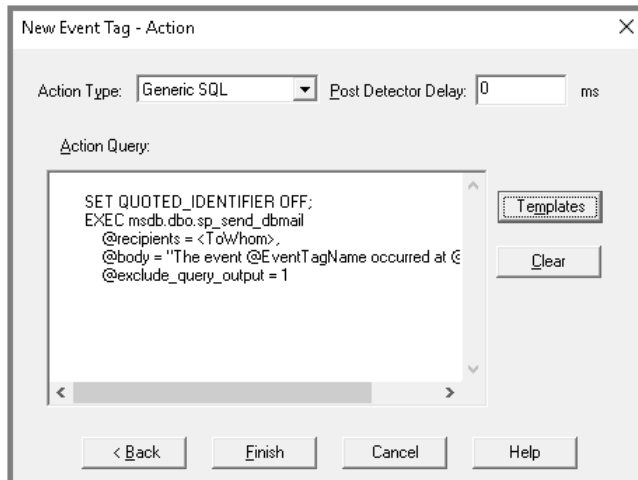 New Event Tag - Action
Action Type: Generic SQL Post Detector Delay: 0 ms
Action Query:
SET QUOTED_IDENTIFIER OFF;
EXEC msdb.dbo.sp_send_dbmail
@recipients = <ToWhom>,
@body = "The event @EventTagName occurred at @
@exclude_query_output = 1
Templates
Clear
< Back Finish Cancel Help